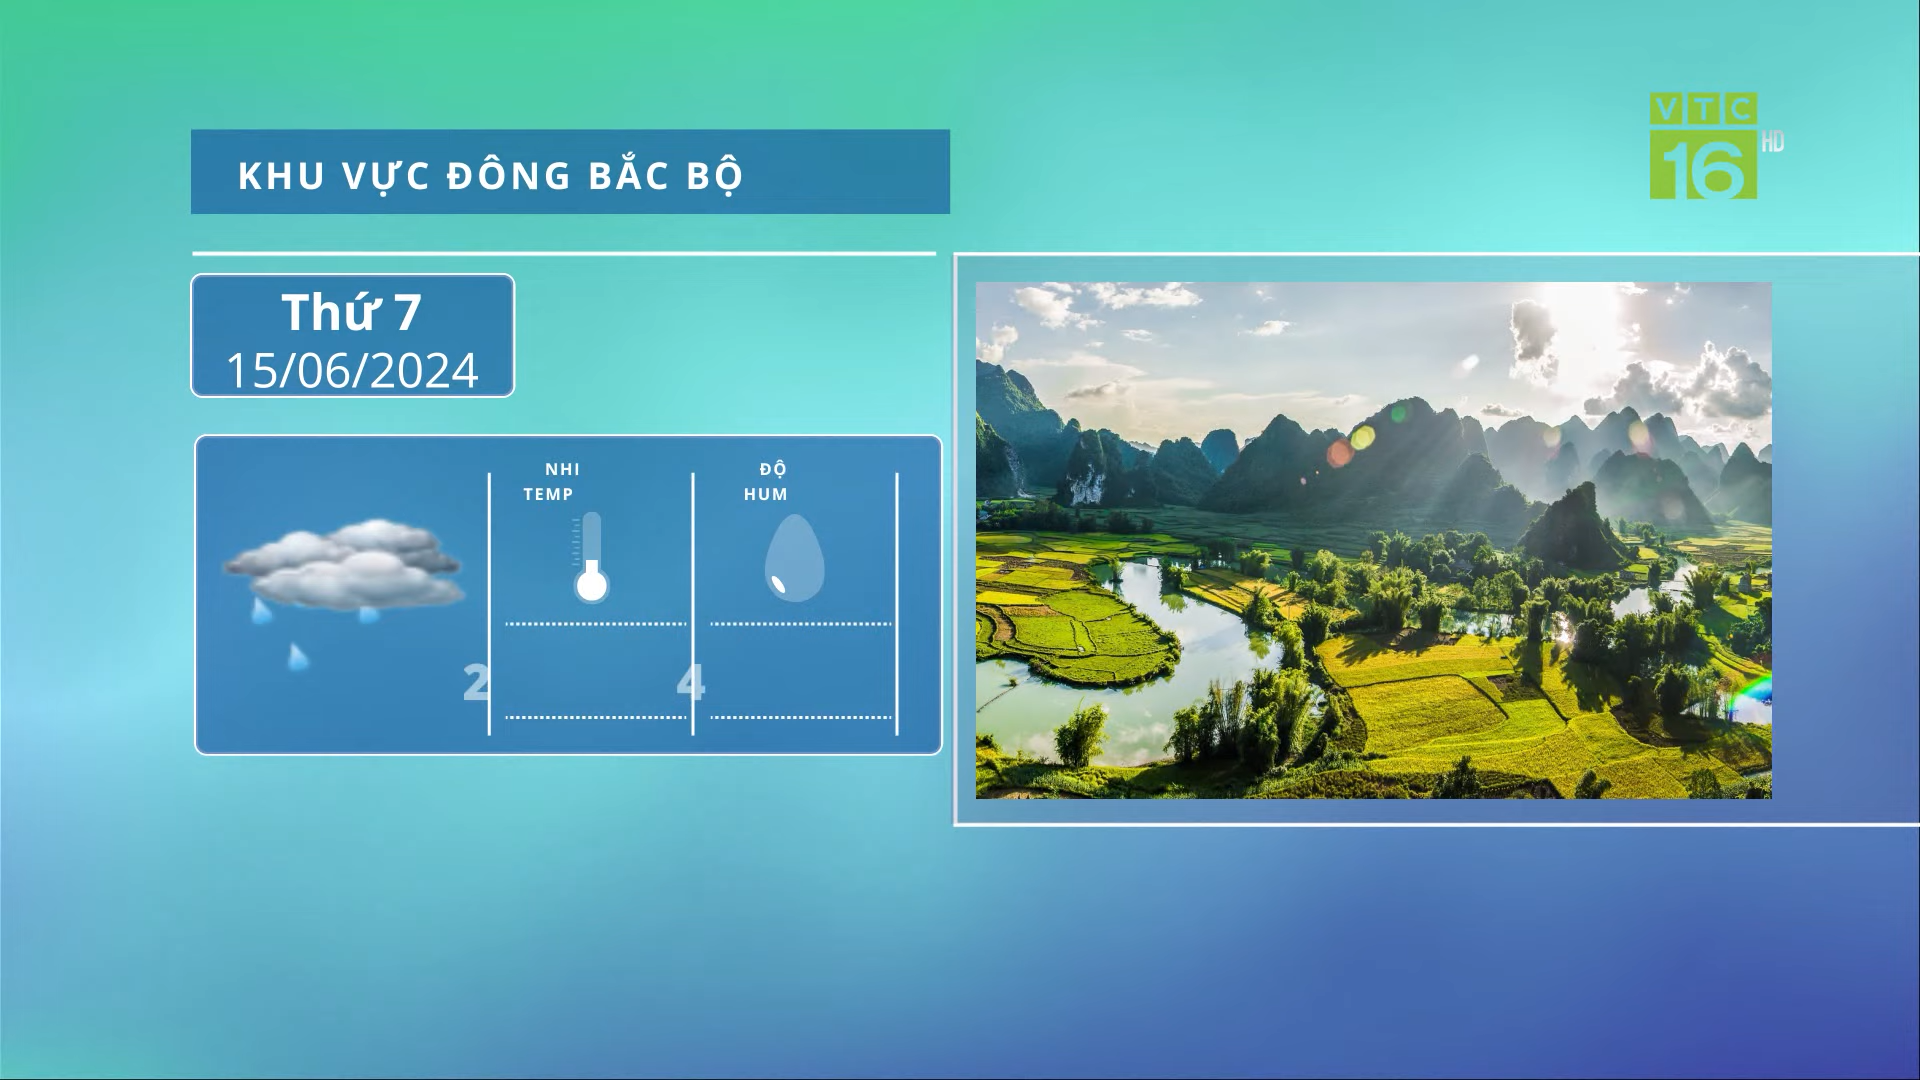 VTC
16 HD
KHU VỰC ĐÔNG BẮC BỘ
Thứ 7
15/06/2024
NHI
TEMP
ĐỘ
HUM
2
4